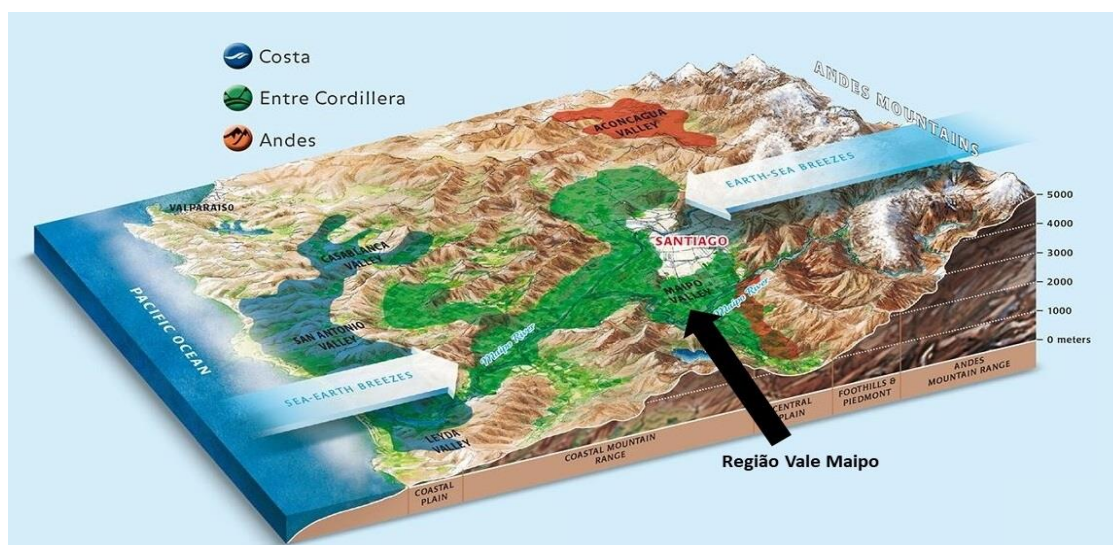 Costa
Entre Cordillera
Andes
ANDES MOUNTAINS
ACONCAGUA
VALLEY
EARTH-SEA BREEZES
VALPARAISO
SANTIAGO
CASABLANCA
VALLEY
MAIPO
VALLEY
Maipo River
PACIFIC OCEAN
SAN ANTONIO
VALLEY
Maipo River
SEA-EARTH BREEZES
LEYDA
VALLEY
5000
4000
3000
2000
1000
0 meters
COASTAL
PLAIN
COASTAL MOUNTAIN
RANGE
CENTRAL
PLAIN
FOOTHILLS &
PIEDMONT
ANDES
MOUNTAIN RANGE
Região Vale Maipo